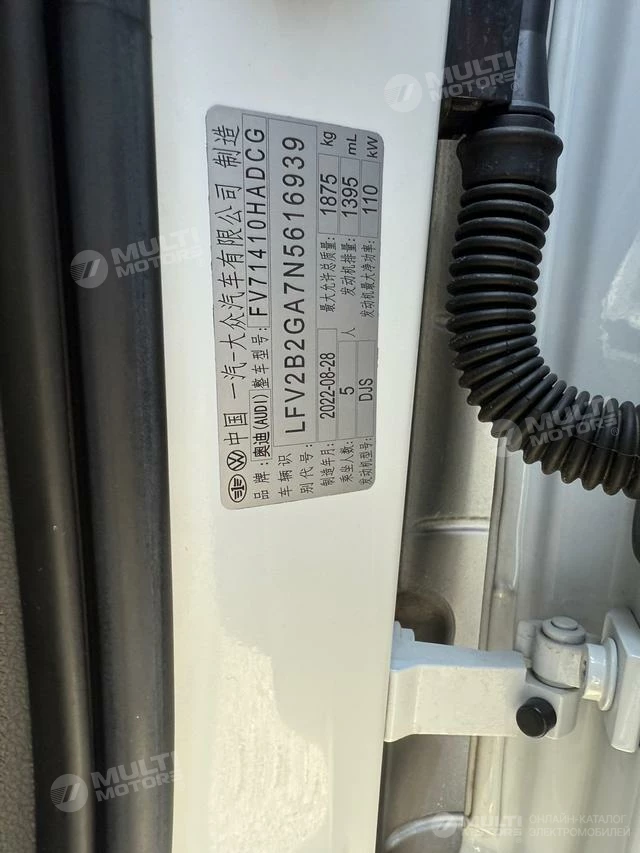 中国 一汽-大众汽车有限公司 制造
品牌: 奥迪(AUDI) 整车型号: FV71410HADCG
车辆识别代号: LFV2B2GA7N5616939
制造年月: 2022-08-28 最大允许总质量: 1875 kg
乘坐人数: 5 人 发动机排量: 1395 mL
发动机型号: DJS 发动机最大净功率: 110 kW
MULTI
MOTORS
MULTI
MOTORS
MULTI
MOTORS
MULTI MOTORS
ОНЛАЙН-КАТАЛОГ
ЭЛЕКТРОМОБИЛЕЙ